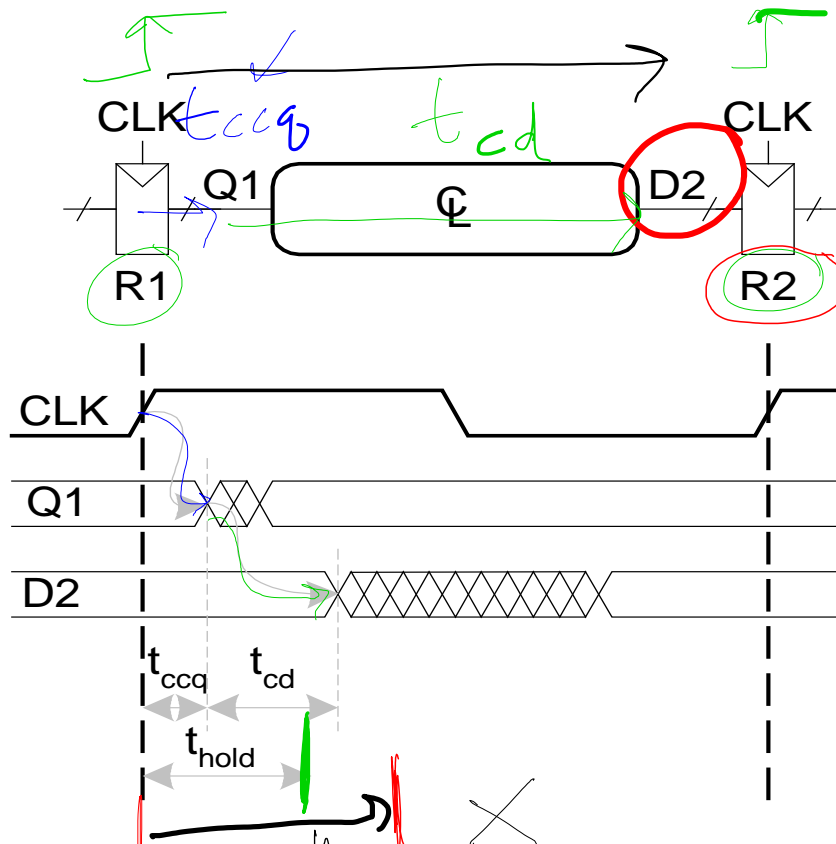 CLK tccq tcd CLK
Q1 CL D2
R1 R2
CLK
Q1
D2
tccq tcd
thold